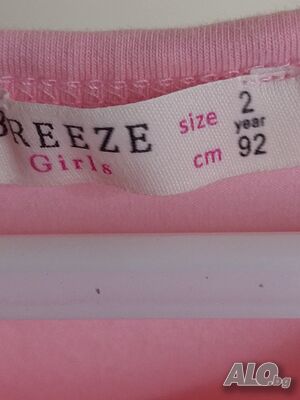 BREEZE
Girls
size 2 year
cm 92
ALO.bg